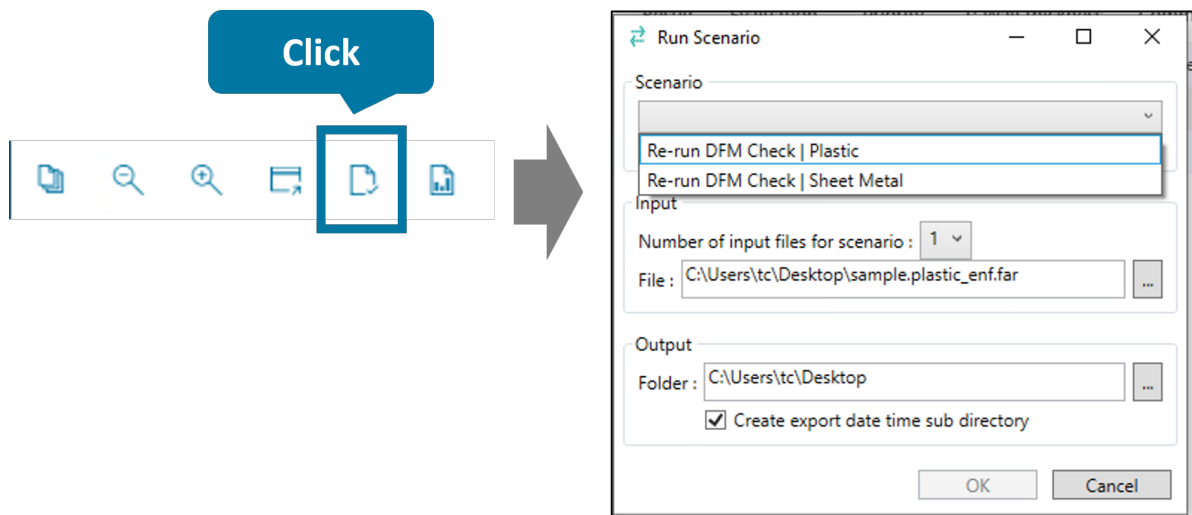 Click
Run Scenario
Scenario
Re-run DFM Check | Plastic
Re-run DFM Check | Sheet Metal
Input
Number of input files for scenario : 1
File : C:\Users\tc\Desktop\sample.plastic_enf.far ...
Output
Folder : C:\Users\tc\Desktop ...
Create export date time sub directory
OK Cancel